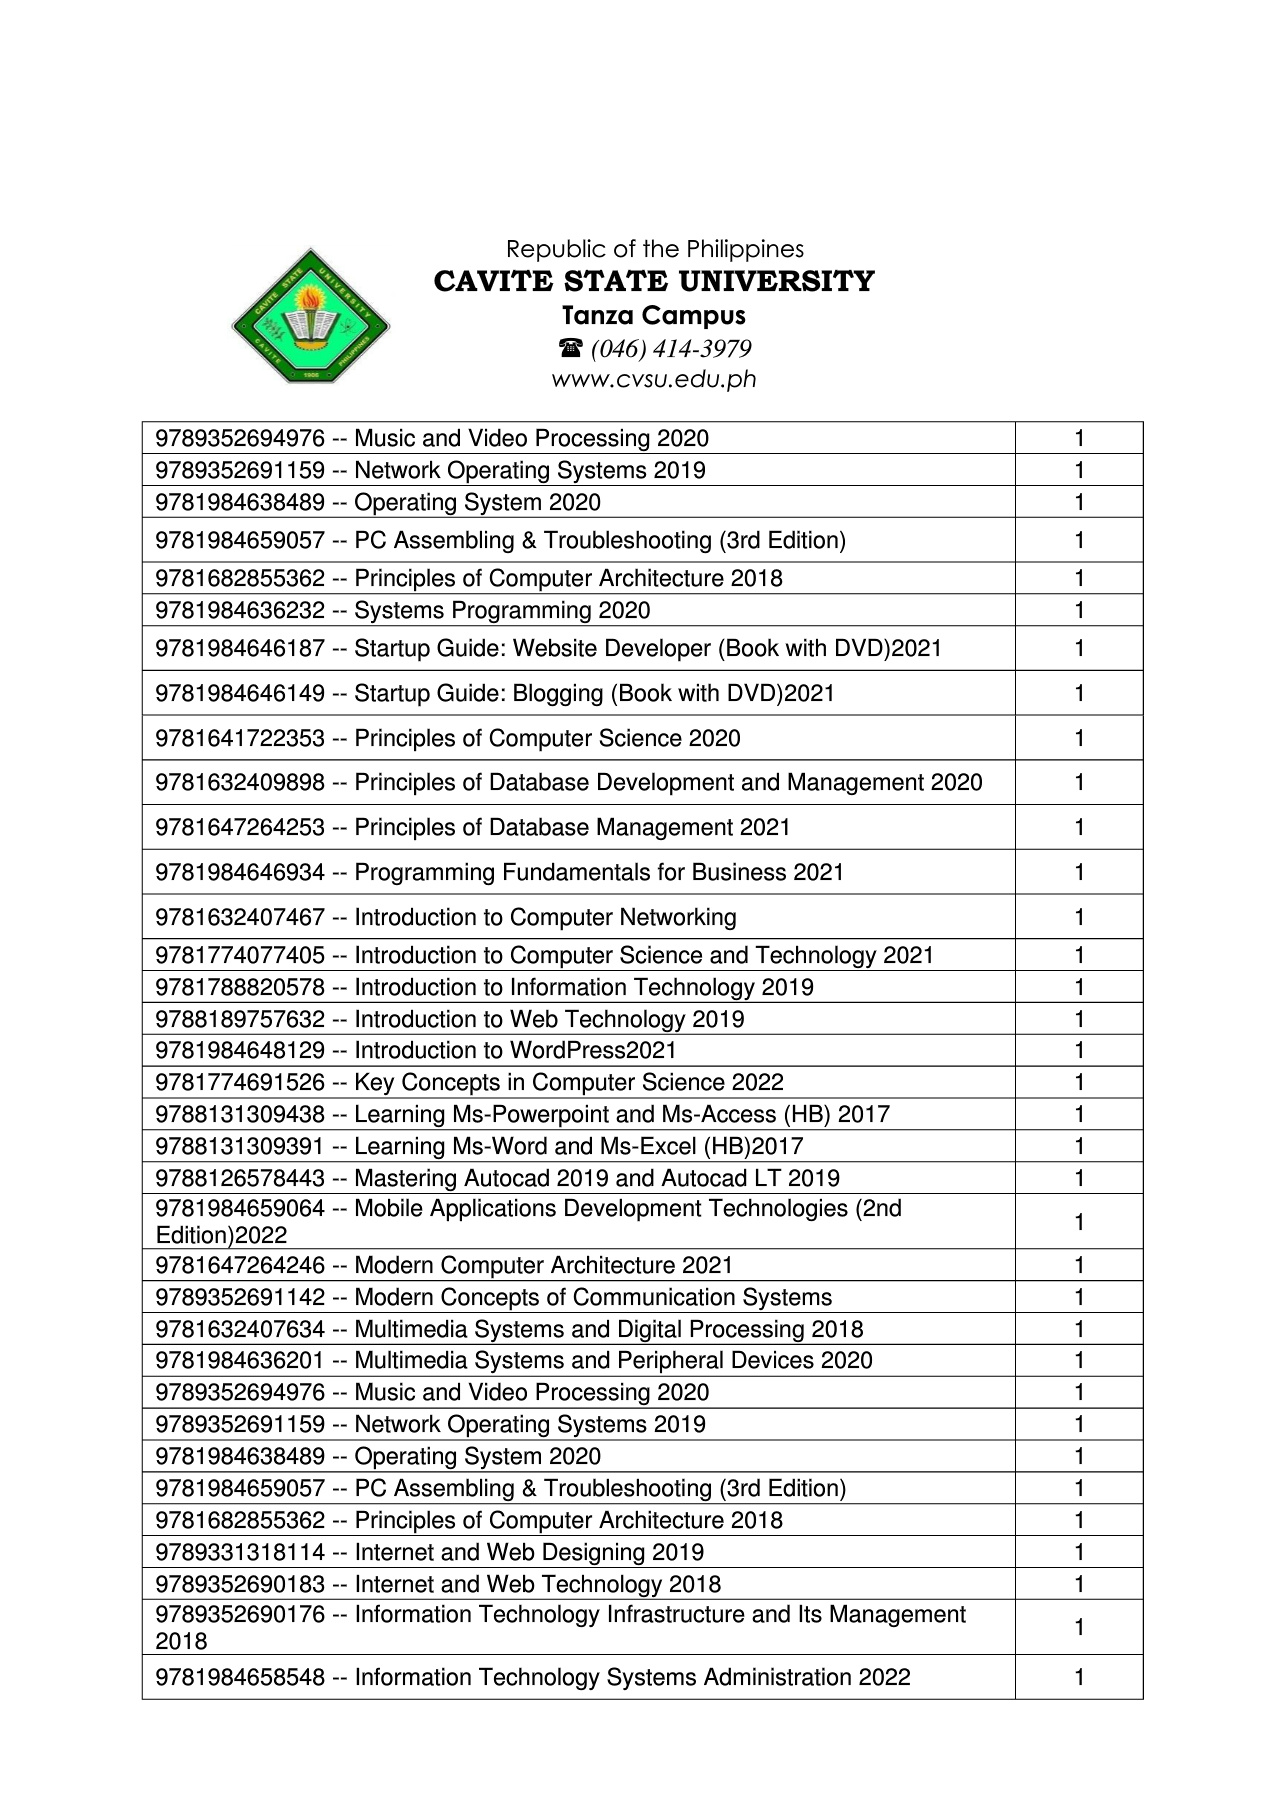 Republic of the Philippines
CAVITE STATE UNIVERSITY
Tanza Campus
☎ (046) 414-3979
www.cvsu.edu.ph
CAVITE STATE UNIVERSITY
CAVITE PHILIPPINES
1906
9789352694976 -- Music and Video Processing 2020 1
9789352691159 -- Network Operating Systems 2019 1
9781984638489 -- Operating System 2020 1
9781984659057 -- PC Assembling & Troubleshooting (3rd Edition) 1
9781682855362 -- Principles of Computer Architecture 2018 1
9781984636232 -- Systems Programming 2020 1
9781984646187 -- Startup Guide: Website Developer (Book with DVD)2021 1
9781984646149 -- Startup Guide: Blogging (Book with DVD)2021 1
9781641722353 -- Principles of Computer Science 2020 1
9781632409898 -- Principles of Database Development and Management 2020 1
9781647264253 -- Principles of Database Management 2021 1
9781984646934 -- Programming Fundamentals for Business 2021 1
9781632407467 -- Introduction to Computer Networking 1
9781774077405 -- Introduction to Computer Science and Technology 2021 1
9781788820578 -- Introduction to Information Technology 2019 1
9788189757632 -- Introduction to Web Technology 2019 1
9781984648129 -- Introduction to WordPress2021 1
9781774691526 -- Key Concepts in Computer Science 2022 1
9788131309438 -- Learning Ms-Powerpoint and Ms-Access (HB) 2017 1
9788131309391 -- Learning Ms-Word and Ms-Excel (HB)2017 1
9788126578443 -- Mastering Autocad 2019 and Autocad LT 2019 1
9781984659064 -- Mobile Applications Development Technologies (2nd
Edition)2022 1
9781647264246 -- Modern Computer Architecture 2021 1
9789352691142 -- Modern Concepts of Communication Systems 1
9781632407634 -- Multimedia Systems and Digital Processing 2018 1
9781984636201 -- Multimedia Systems and Peripheral Devices 2020 1
9789352694976 -- Music and Video Processing 2020 1
9789352691159 -- Network Operating Systems 2019 1
9781984638489 -- Operating System 2020 1
9781984659057 -- PC Assembling & Troubleshooting (3rd Edition) 1
9781682855362 -- Principles of Computer Architecture 2018 1
9789331318114 -- Internet and Web Designing 2019 1
9789352690183 -- Internet and Web Technology 2018 1
9789352690176 -- Information Technology Infrastructure and Its Management
2018 1
9781984658548 -- Information Technology Systems Administration 2022 1